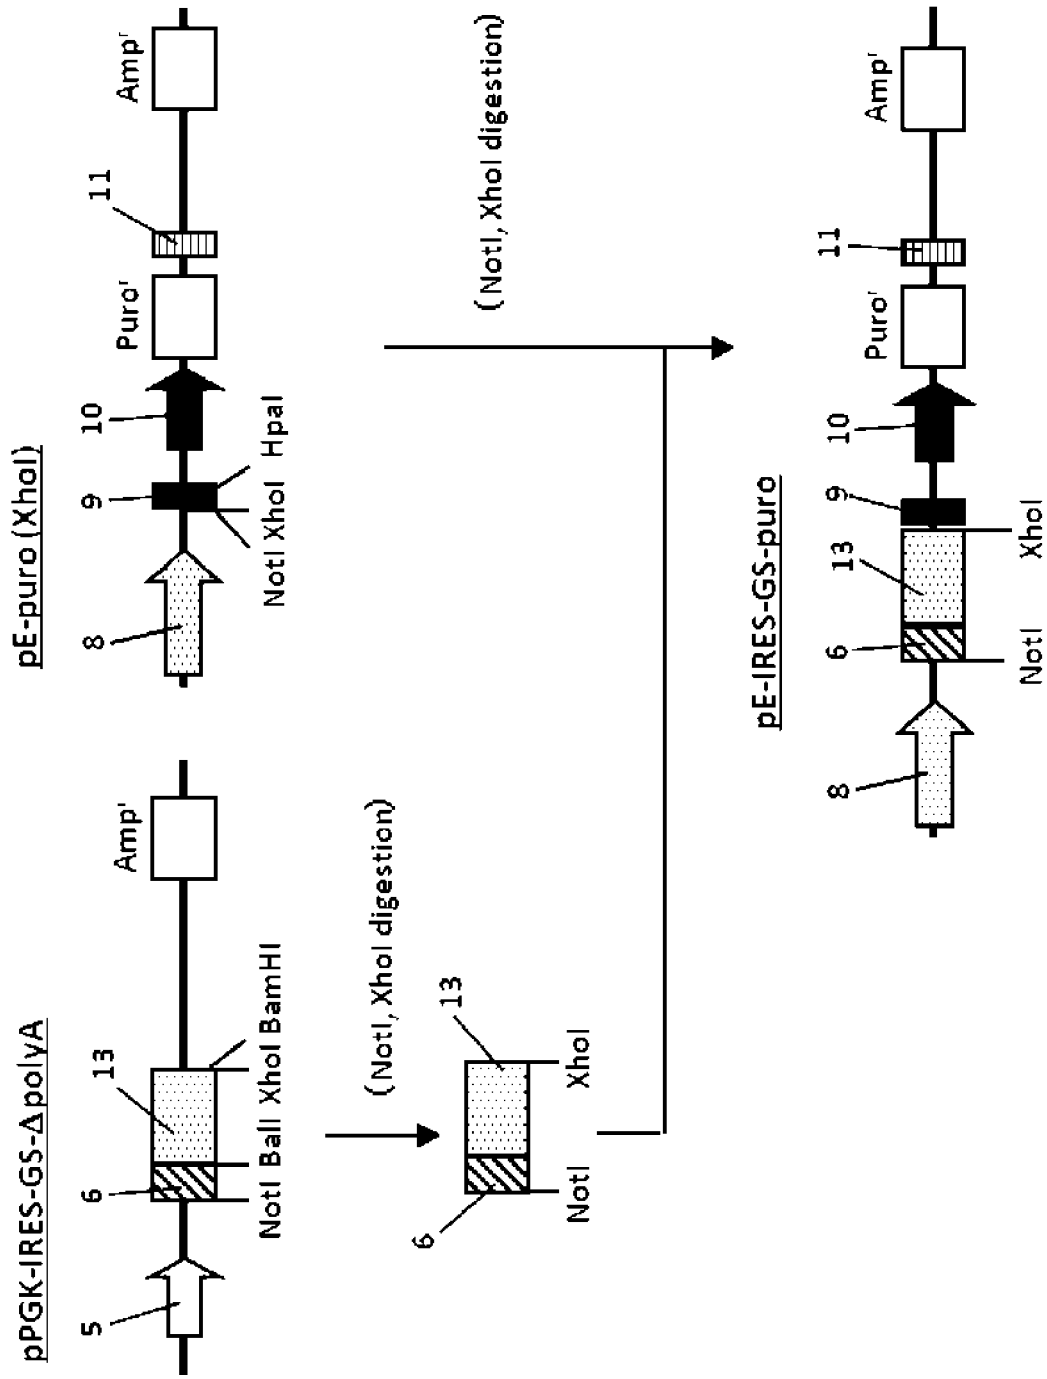 pPGK-IRES-GS-ΔpolyA
5
6
13
Ampʳ
NotI BalI XhoI BamHI
(NotI, XhoI digestion)
6
13
NotI
XhoI
pE-puro (XhoI)
8
9
10
Puroʳ
11
Ampʳ
NotI XhoI HpaI
(NotI, XhoI digestion)
pE-IRES-GS-puro
8
6
13
9
10
Puroʳ
11
Ampʳ
NotI
XhoI